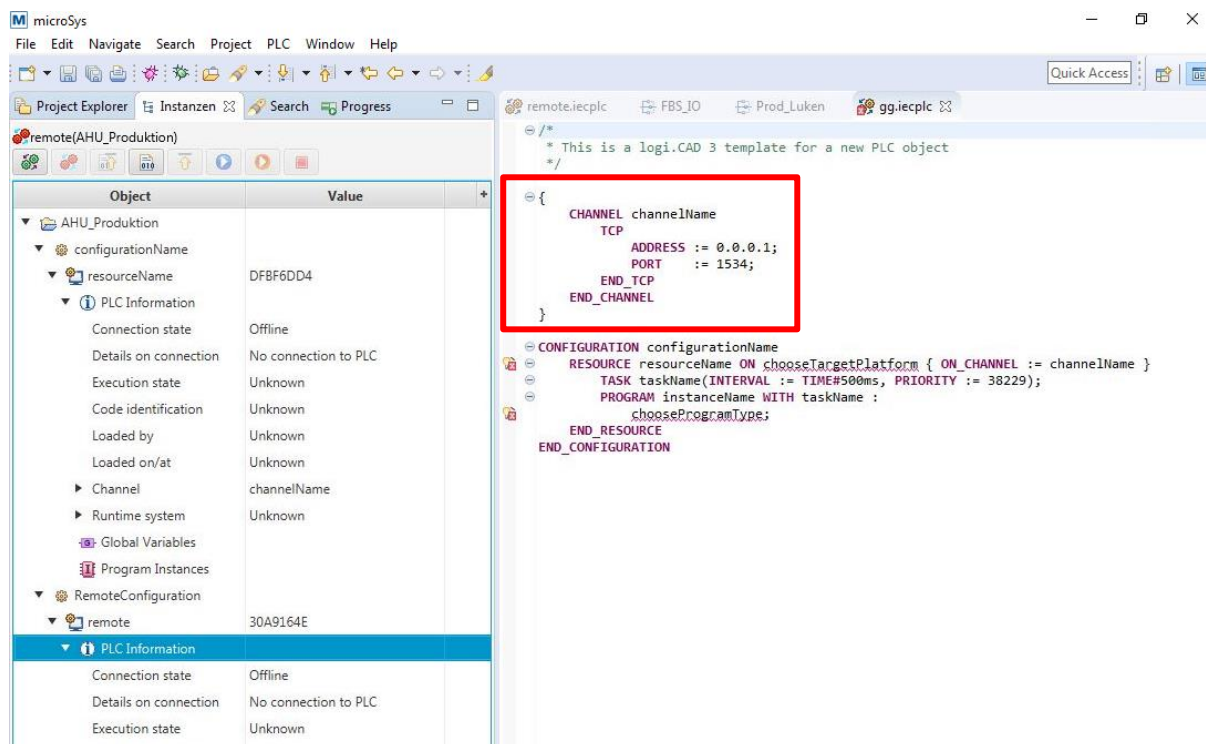 microSys
File Edit Navigate Search Project PLC Window Help
Quick Access
Project Explorer Instanzen Search Progress
remote(AHU_Produktion)
Object Value +
AHU_Produktion
configurationName
resourceName DFBF6DD4
PLC Information
Connection state Offline
Details on connection No connection to PLC
Execution state Unknown
Code identification Unknown
Loaded by Unknown
Loaded on/at Unknown
Channel channelName
Runtime system Unknown
Global Variables
Program Instances
RemoteConfiguration
remote 30A9164E
PLC Information
Connection state Offline
Details on connection No connection to PLC
Execution state Unknown
remote.iecplc FBS_IO Prod_Luken gg.iecplc
/*
* This is a logi.CAD 3 template for a new PLC object
*/
{
CHANNEL channelName
TCP
ADDRESS := 0.0.0.1;
PORT := 1534;
END_TCP
END_CHANNEL
}
CONFIGURATION configurationName
RESOURCE resourceName ON chooseTargetPlatform { ON_CHANNEL := channelName }
TASK taskName(INTERVAL := TIME#500ms, PRIORITY := 38229);
PROGRAM instanceName WITH taskName :
chooseProgramType;
END_RESOURCE
END_CONFIGURATION